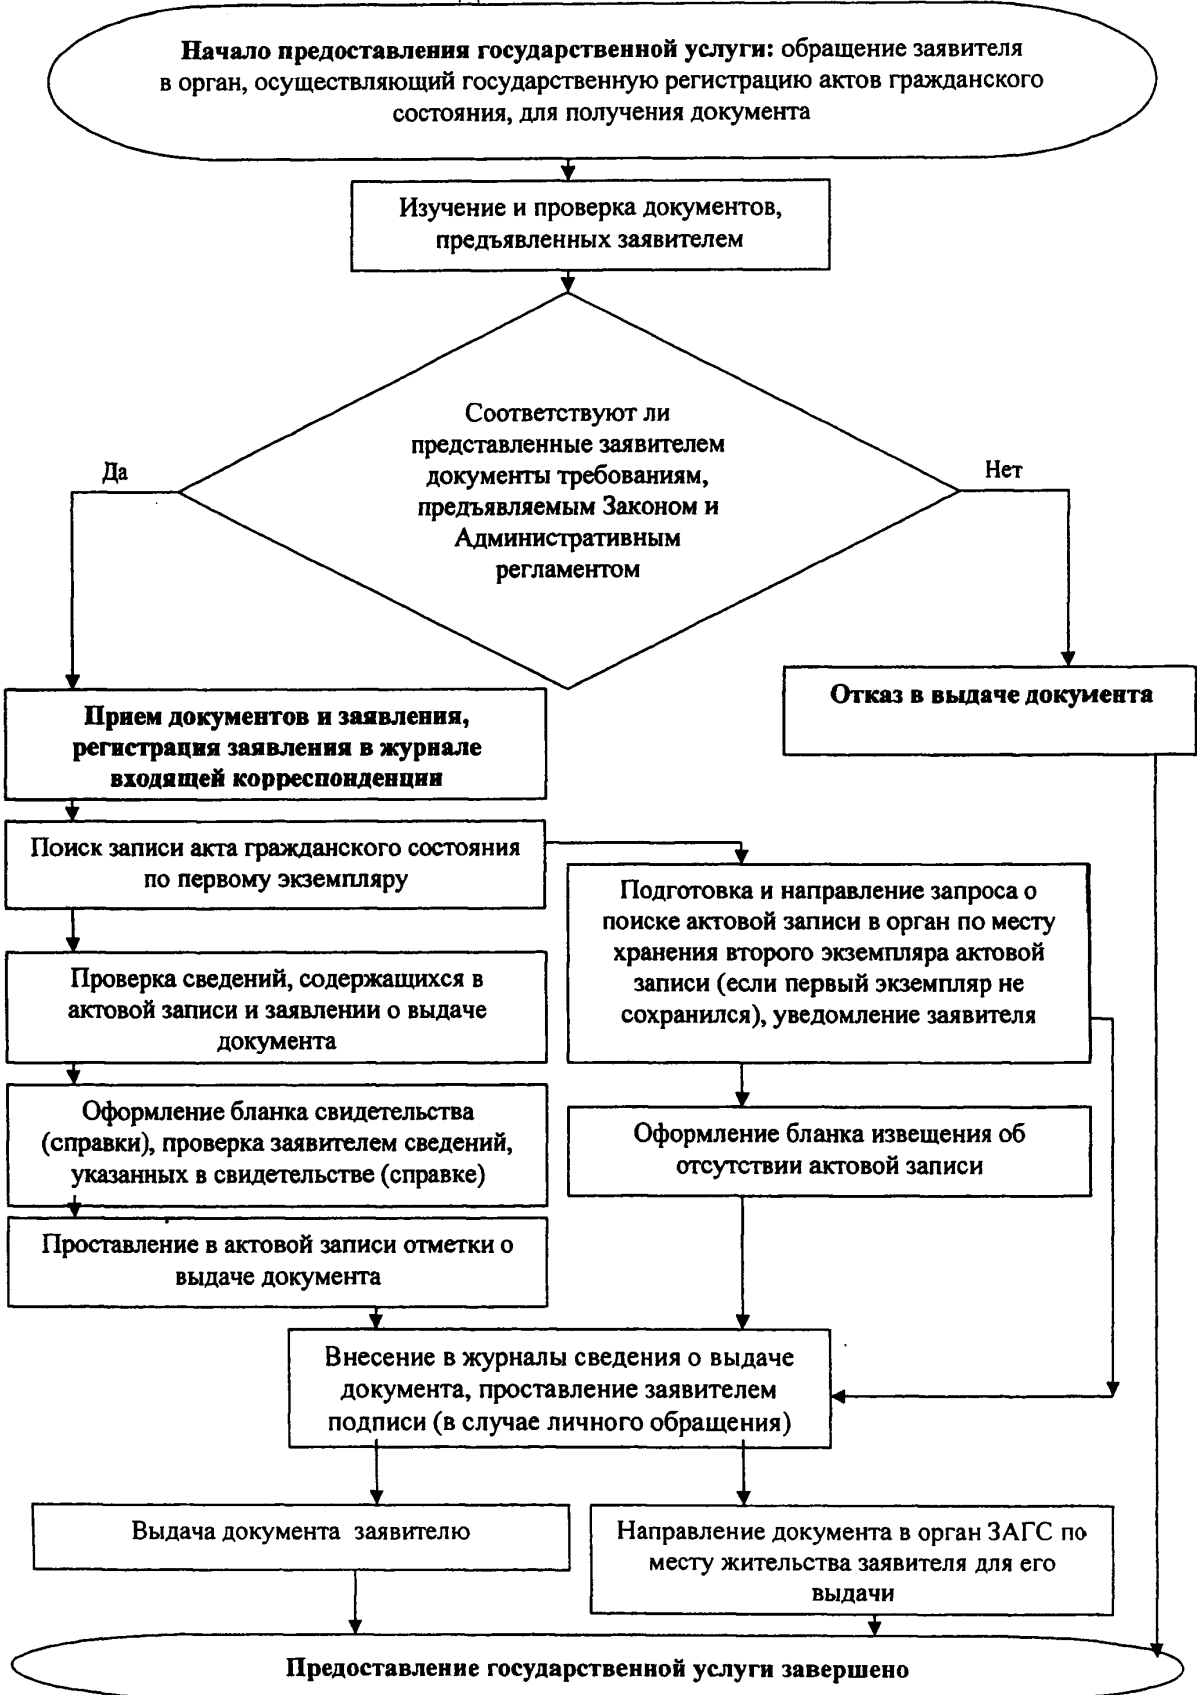 Начало предоставления государственной услуги: обращение заявителя
в орган, осуществляющий государственную регистрацию актов гражданского
состояния, для получения документа
Изучение и проверка документов,
предъявленных заявителем
Соответствуют ли
представленные заявителем
документы требованиям,
предъявляемым Законом и
Административным
регламентом
Да
Нет
Отказ в выдаче документа
Прием документов и заявления,
регистрация заявления в журнале
входящей корреспонденции
Поиск записи акта гражданского состояния
по первому экземпляру
Подготовка и направление запроса о
поиске актовой записи в орган по месту
хранения второго экземпляра актовой
записи (если первый экземпляр не
сохранился), уведомление заявителя
Проверка сведений, содержащихся в
актовой записи и заявлении о выдаче
документа
Оформление бланка свидетельства
(справки), проверка заявителем сведений,
указанных в свидетельстве (справке)
Оформление бланка извещения об
отсутствии актовой записи
Проставление в актовой записи отметки о
выдаче документа
Внесение в журналы сведения о выдаче
документа, проставление заявителем
подписи (в случае личного обращения)
Выдача документа заявителю
Направление документа в орган ЗАГС по
месту жительства заявителя для его
выдачи
Предоставление государственной услуги завершено